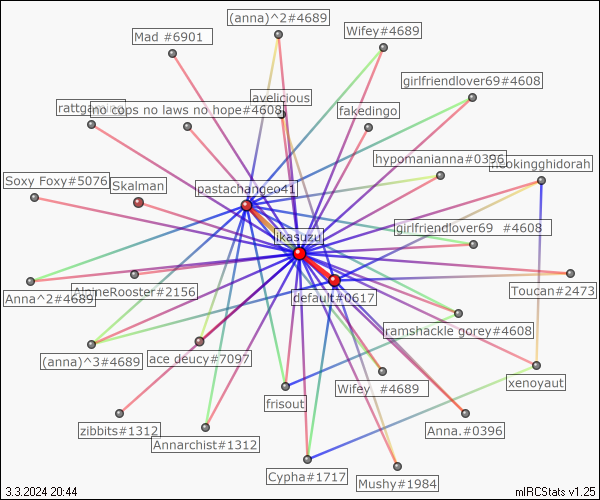 (anna)^2#4689
Mad #6901
Wifey#4689
girlfriendlover69#4608
avelicious
no cops no laws no hope#4608
fakedingo
hypomanianna#0396
Soxy Foxy#5076
Skalman
pastachangeo41
girlfriendlover69 #4608
ikasuzu
Anna^2#4689
AlpineRooster#2156
default#0617
Toucan#2473
ramshackle gorey#4608
(anna)^3#4689
ace deucy#7097
Wifey #4689
xenoyaut
frisout
zibbits#1312
Annarchist#1312
Anna.#0396
Cypha#1717
Mushy#1984
3.3.2024 20:44
mIRCStats v1.25